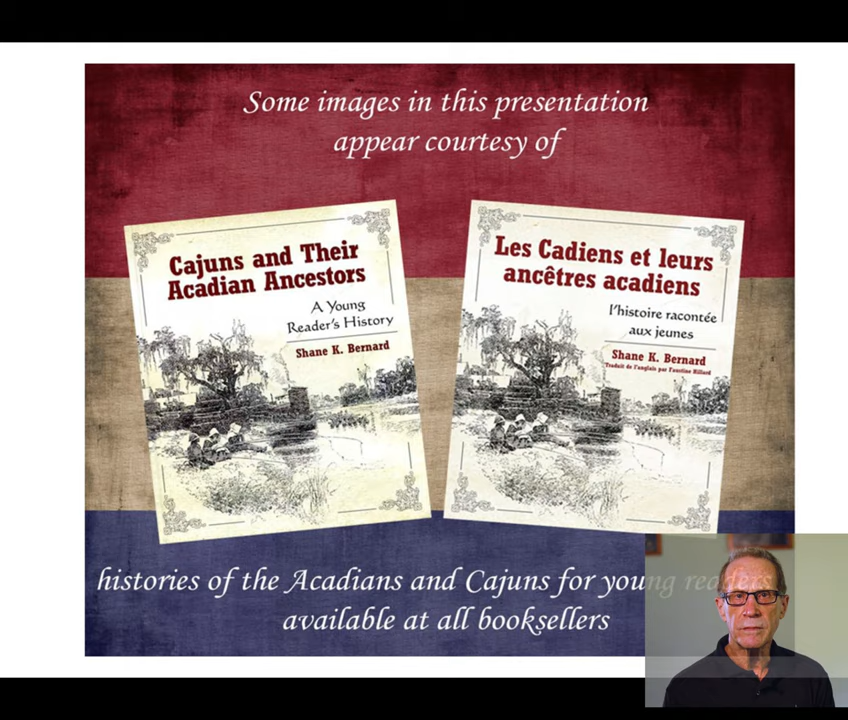 Some images in this presentation
appear courtesy of
Cajuns and Their
Acadian Ancestors
A Young
Reader's History
Shane K. Bernard
Les Cadiens et leurs
ancêtres acadiens
l'histoire racontée
aux jeunes
Shane K. Bernard
Traduit de l'anglais par Faustine Hillard
histories of the Acadians and Cajuns for young readers
available at all booksellers